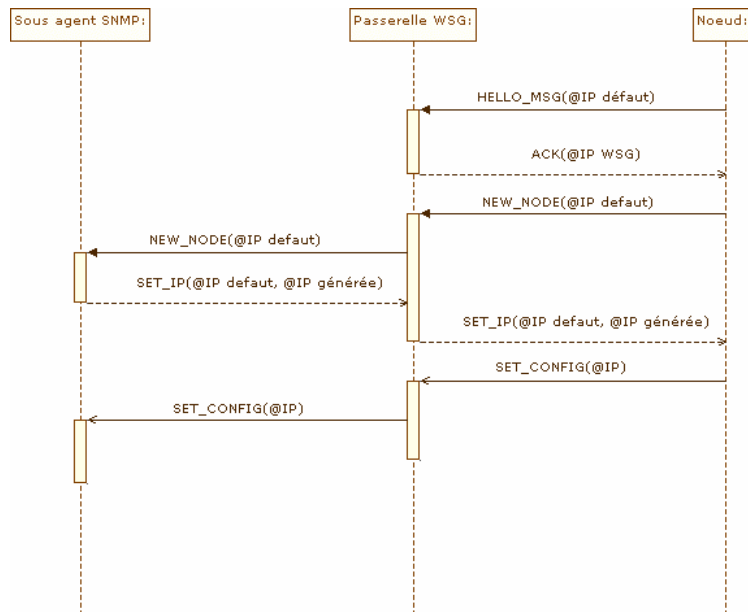 Sous agent SNMP:
Passerelle WSG:
Noeud:
HELLO_MSG(@IP défaut)
ACK(@IP WSG)
NEW_NODE(@IP defaut)
NEW_NODE(@IP defaut)
SET_IP(@IP defaut, @IP générée)
SET_IP(@IP defaut, @IP générée)
SET_CONFIG(@IP)
SET_CONFIG(@IP)